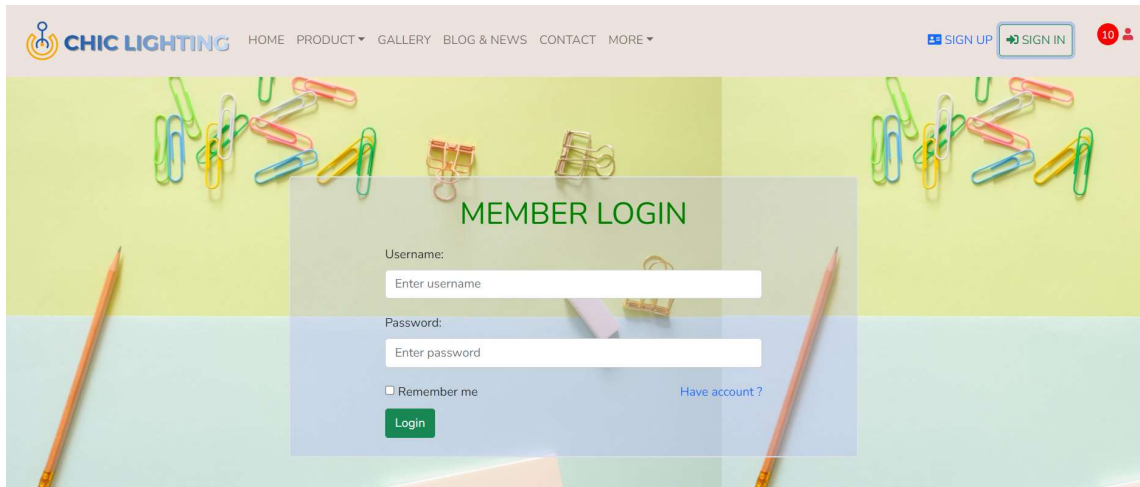 CHIC LIGHTING HOME PRODUCT GALLERY BLOG & NEWS CONTACT MORE SIGN UP SIGN IN 10
MEMBER LOGIN
Username:
Enter username
Password:
Enter password
Remember me Have account ?
Login